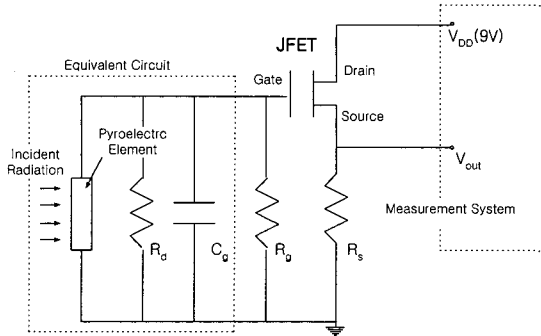 JFET
V_DD (9V)
Equivalent Circuit
Gate
Drain
Source
Pyroelectrc
Element
Incident
Radiation
V_out
Measurement System
R_d
C_g
R_g
R_s